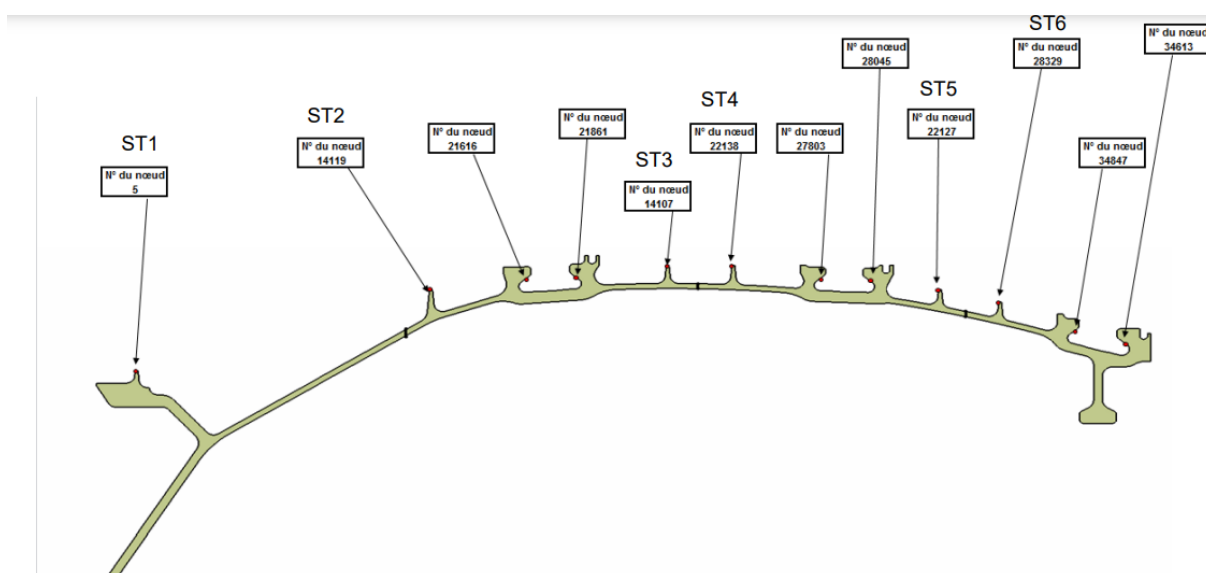 ST1
N° du nœud
5
ST2
N° du nœud
14119
N° du nœud
21616
N° du nœud
21861
ST3
N° du nœud
14107
ST4
N° du nœud
22138
N° du nœud
27803
N° du nœud
28045
ST5
N° du nœud
22127
ST6
N° du nœud
28329
N° du nœud
34847
N° du nœud
34613